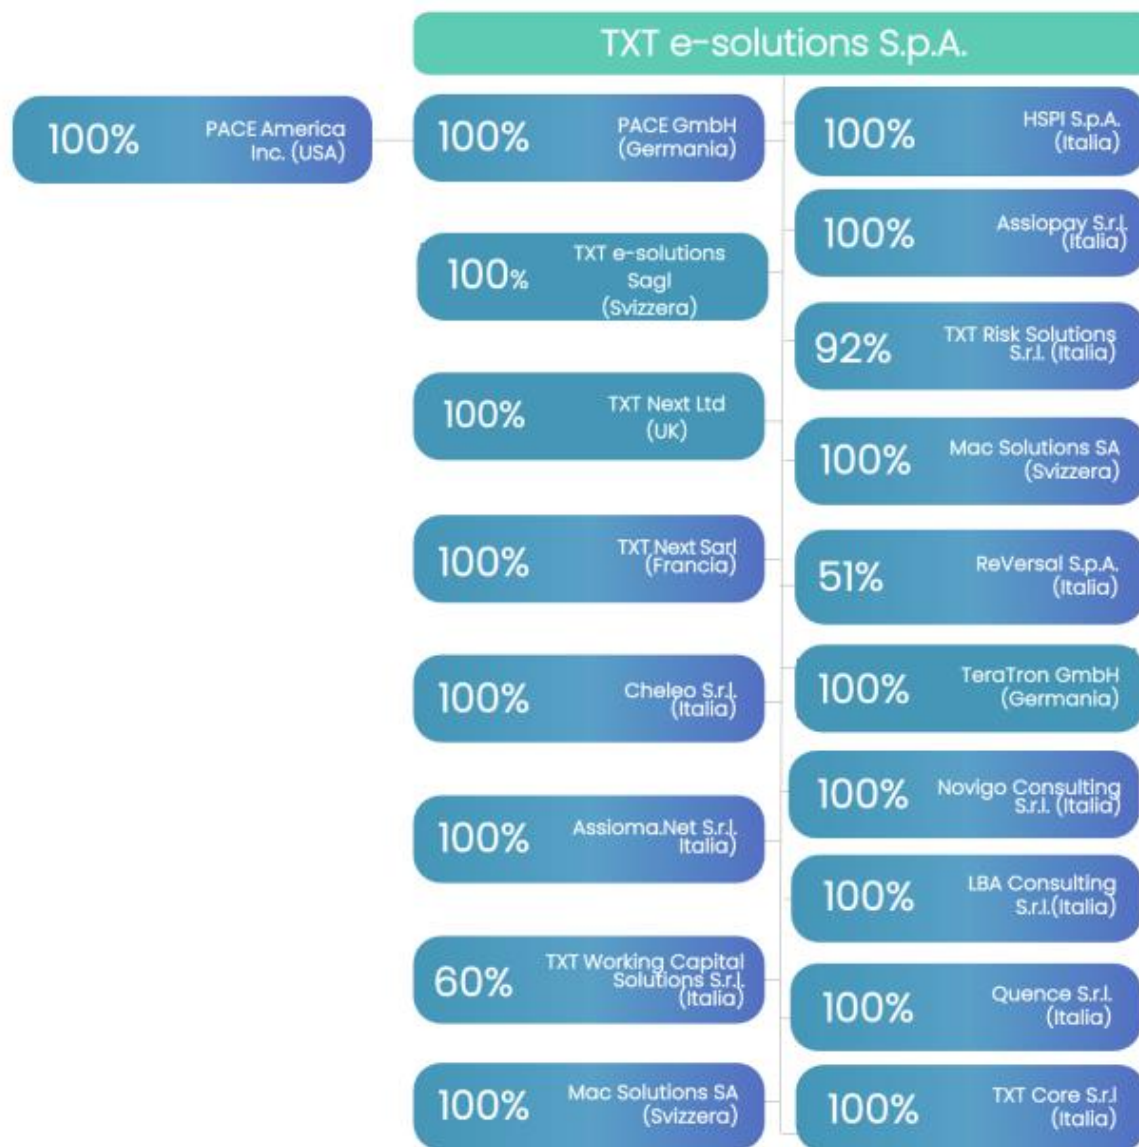 TXT e-solutions S.p.A.
100%
PACE America
Inc. (USA)
100%
PACE GmbH
(Germania)
100%
TXT e-solutions
Sagl
(Svizzera)
100%
TXT Next Ltd
(UK)
100%
TXT Next Sarl
(Francia)
100%
Cheleo S.r.l.
(Italia)
100%
Assioma.Net S.r.l.
Italia)
60%
TXT Working Capital
Solutions S.r.l.
(Italia)
100%
Mac Solutions SA
(Svizzera)
100%
HSPI S.p.A.
(Italia)
100%
Assiopay S.r.l.
(Italia)
92%
TXT Risk Solutions
S.r.l. (Italia)
100%
Mac Solutions SA
(Svizzera)
51%
ReVersal S.p.A.
(Italia)
100%
TeraTron GmbH
(Germania)
100%
Novigo Consulting
S.r.l. (Italia)
100%
LBA Consulting
S.r.l.(Italia)
100%
Quence S.r.l.
(Italia)
100%
TXT Core S.r.l
(Italia)